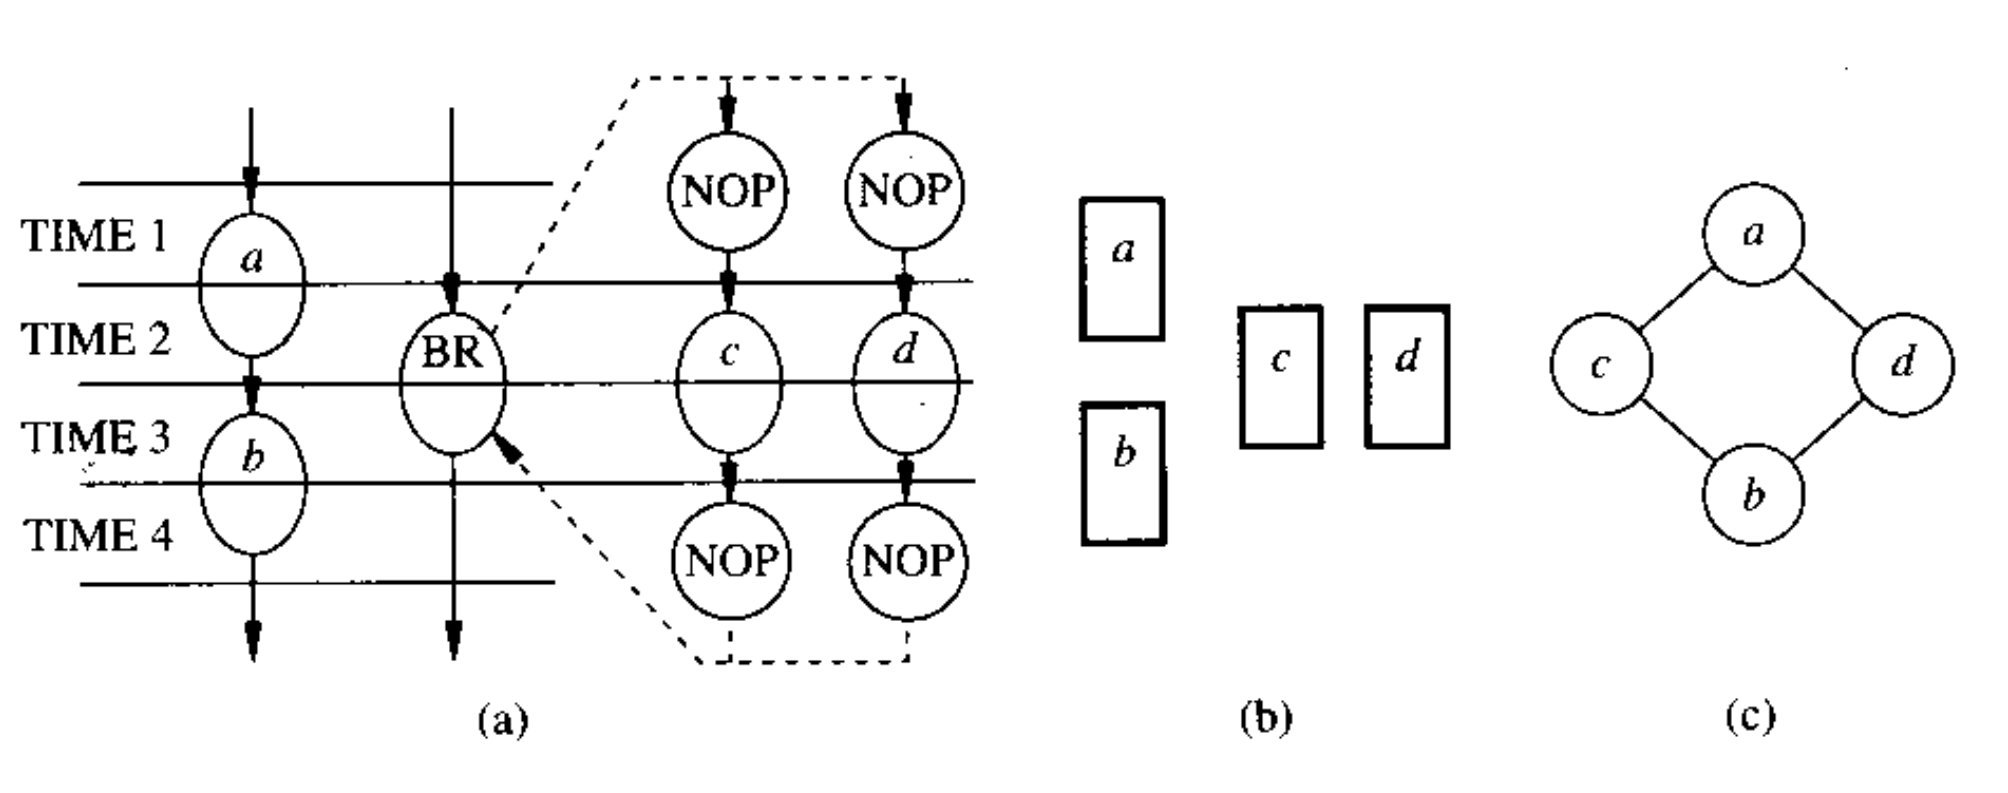 NOP NOP
TIME 1 a
TIME 2 BR c d
TIME 3 b
TIME 4 NOP NOP
(a)
a
c d
b
(b)
a
c d
b
(c)